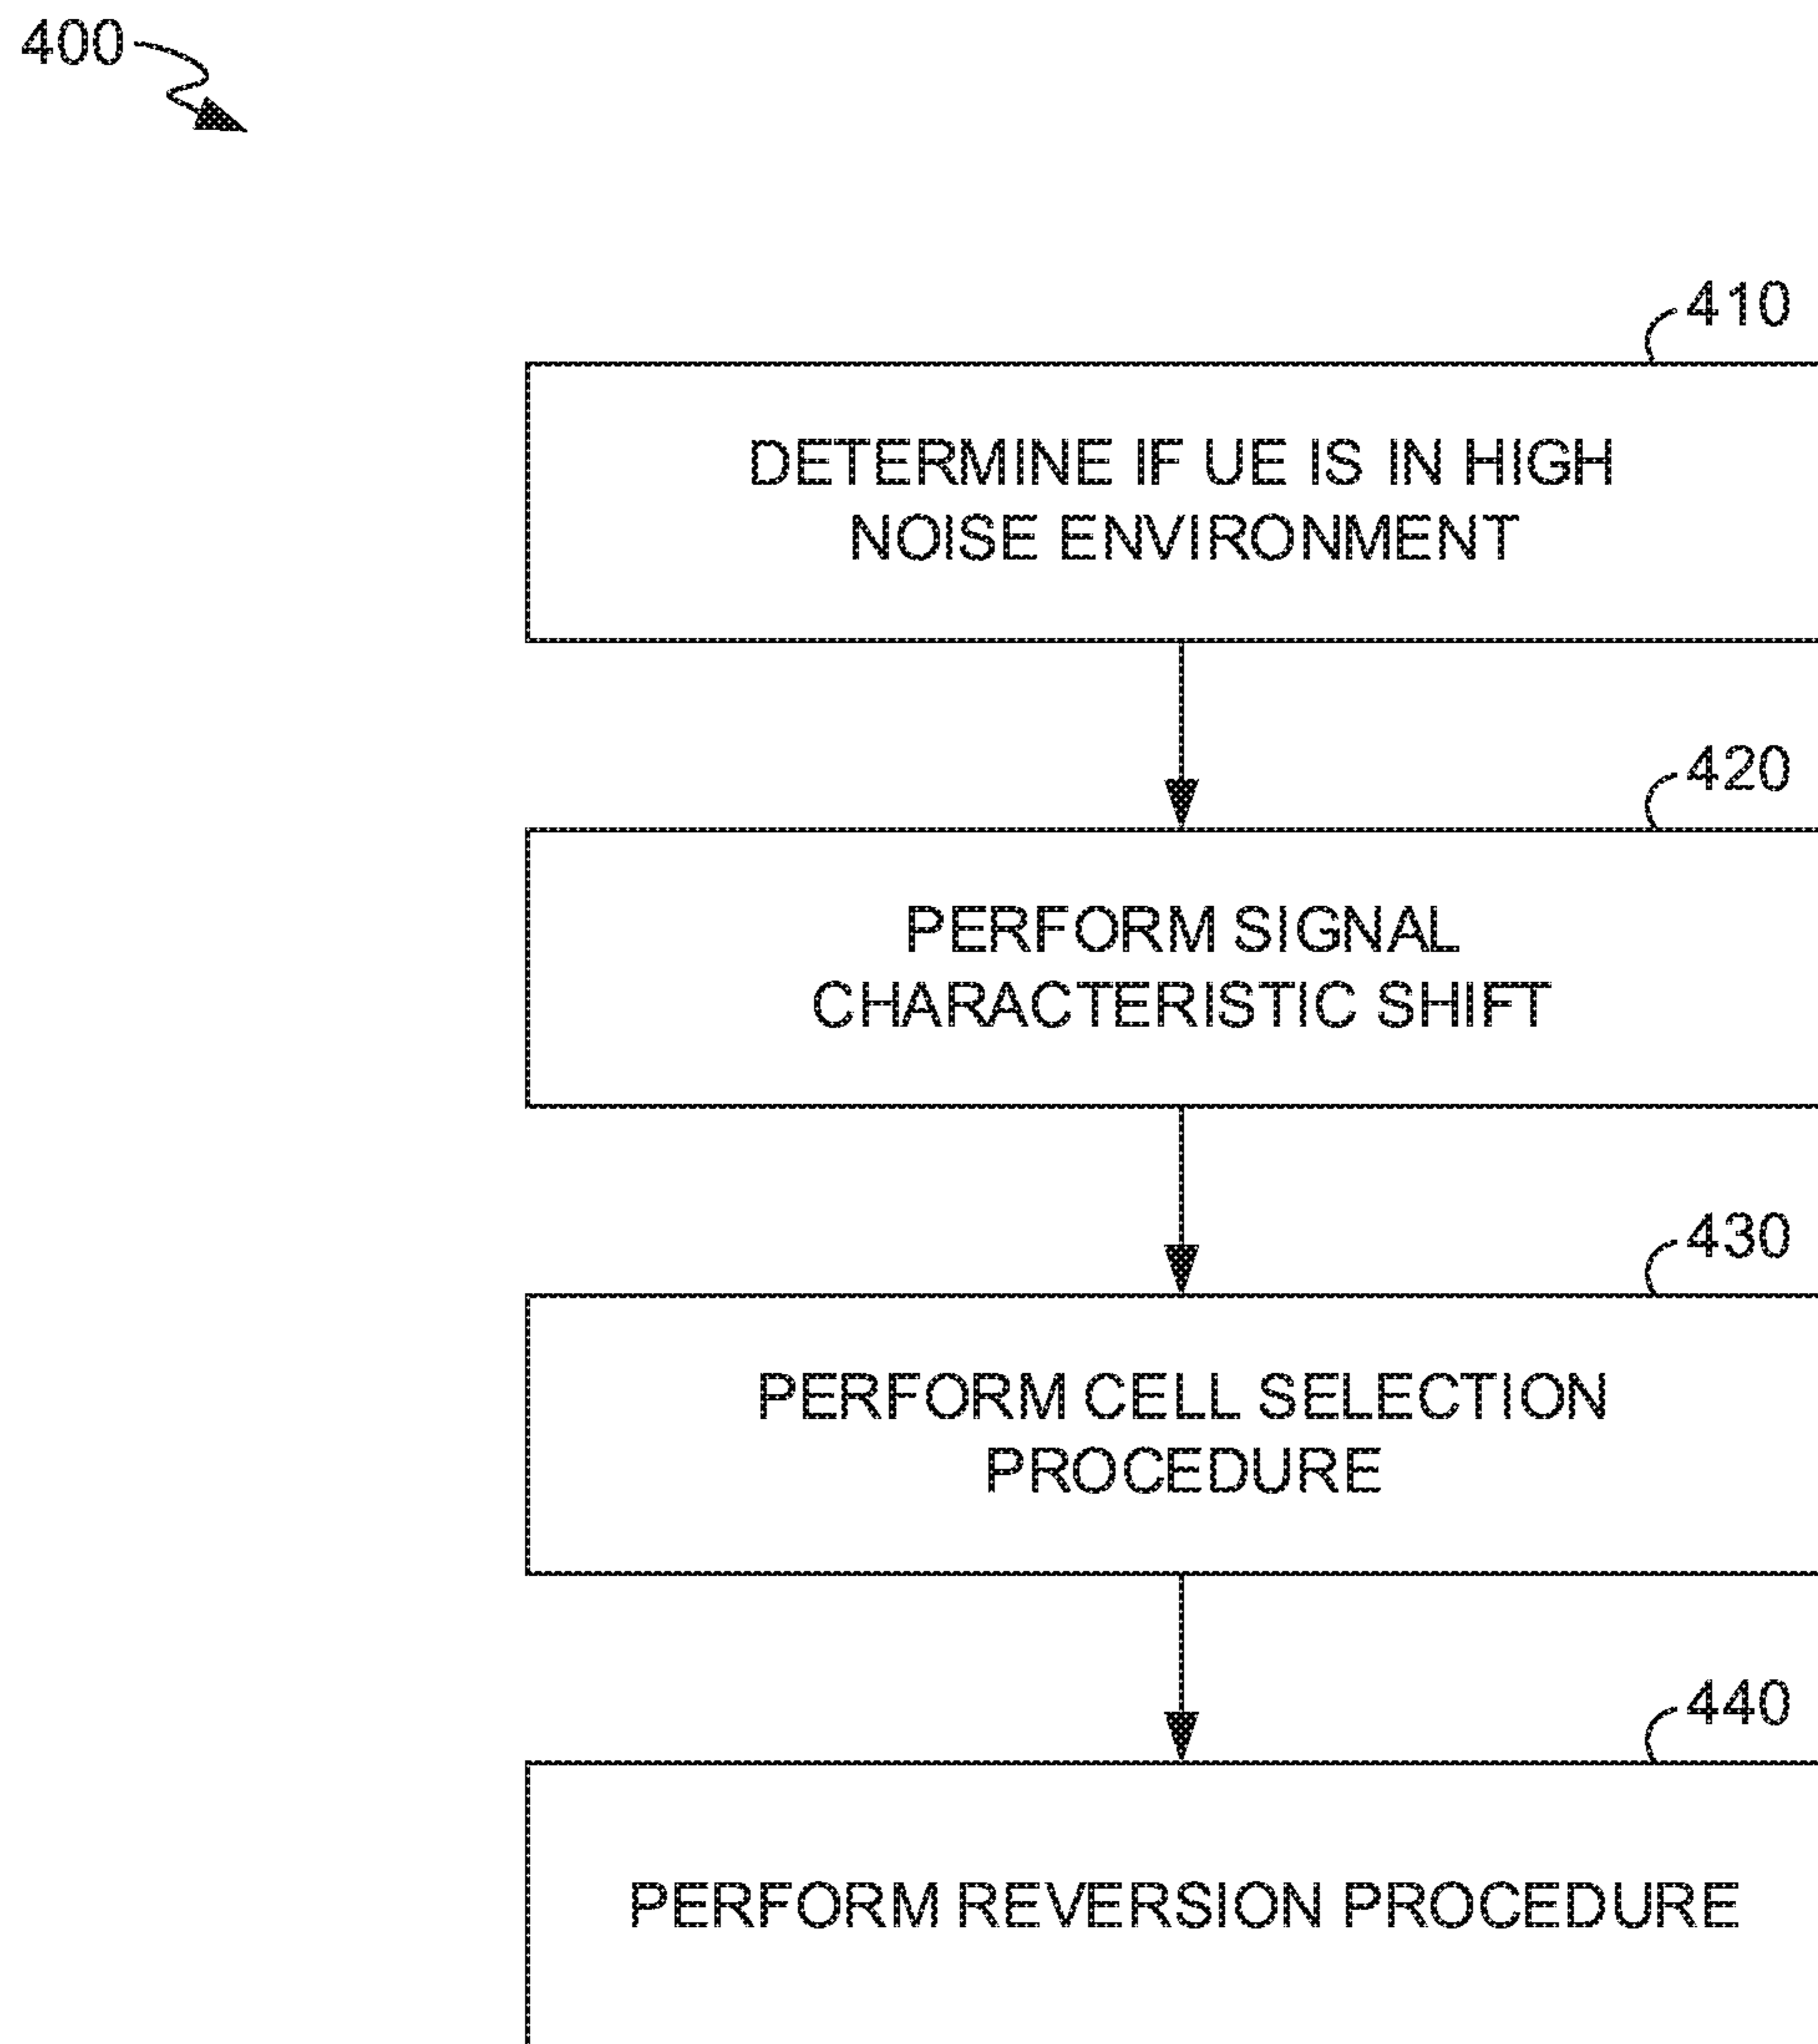 400
410
DETERMINE IF UE IS IN HIGH
NOISE ENVIRONMENT
420
PERFORM SIGNAL
CHARACTERISTIC SHIFT
430
PERFORM CELL SELECTION
PROCEDURE
440
PERFORM REVERSION PROCEDURE